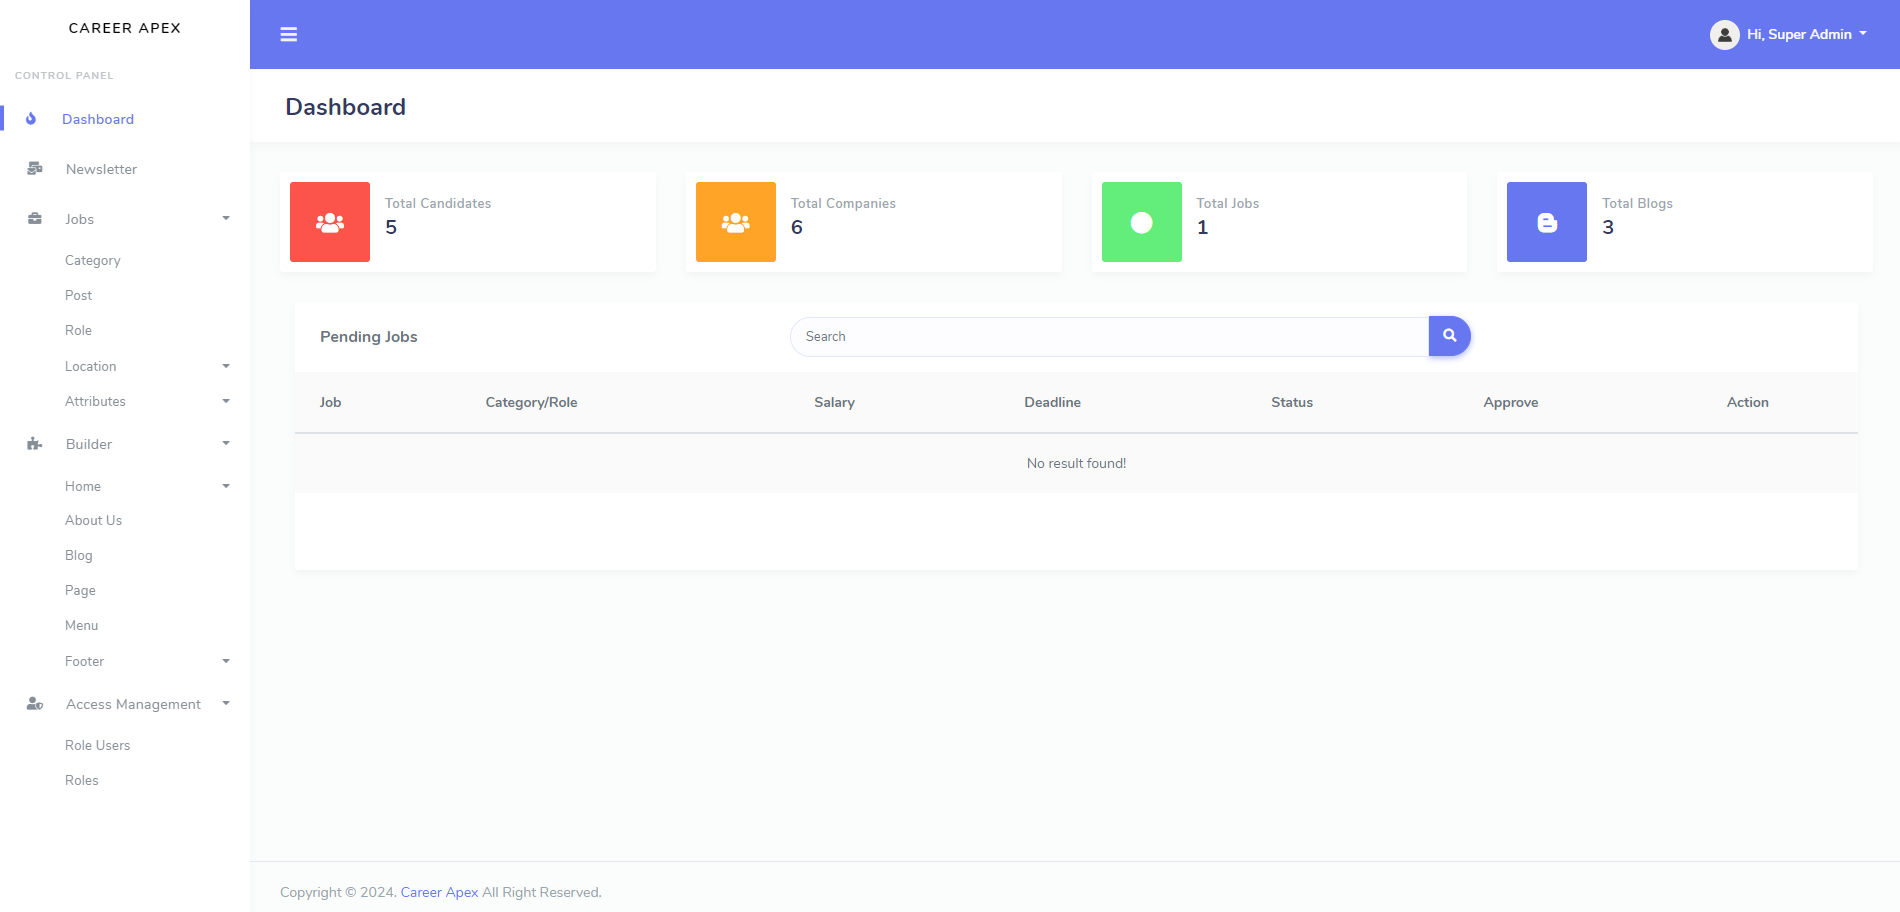 CAREER APEX
Hi, Super Admin
CONTROL PANEL
Dashboard
Newsletter
Jobs
Category
Post
Role
Location
Attributes
Builder
Home
About Us
Blog
Page
Menu
Footer
Access Management
Role Users
Roles
Dashboard
Total Candidates
5
Total Companies
6
Total Jobs
1
Total Blogs
3
Pending Jobs
Search
Job Category/Role Salary Deadline Status Approve Action
No result found!
Copyright © 2024. Career Apex All Right Reserved.